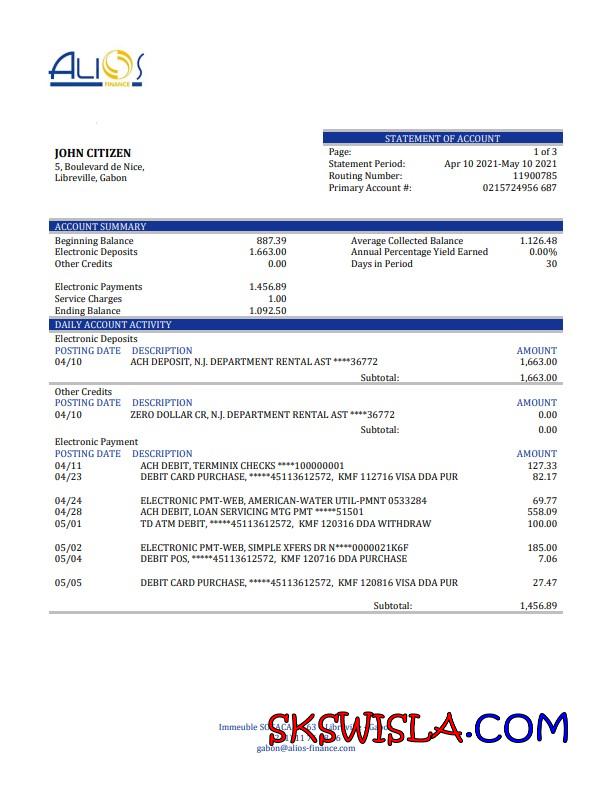 ALIOS
FINANCE
STATEMENT OF ACCOUNT
JOHN CITIZEN
5, Boulevard de Nice,
Libreville, Gabon
Page: 1 of 3
Statement Period: Apr 10 2021-May 10 2021
Routing Number: 11900785
Primary Account #: 0215724956 687
ACCOUNT SUMMARY
Beginning Balance 887.39 Average Collected Balance 1.126.48
Electronic Deposits 1.663.00 Annual Percentage Yield Earned 0.00%
Other Credits 0.00 Days in Period 30
Electronic Payments 1.456.89
Service Charges 1.00
Ending Balance 1.092.50
DAILY ACCOUNT ACTIVITY
Electronic Deposits
POSTING DATE DESCRIPTION AMOUNT
04/10 ACH DEPOSIT, N.J. DEPARTMENT RENTAL AST ****36772 1,663.00
Subtotal: 1,663.00
Other Credits
POSTING DATE DESCRIPTION AMOUNT
04/10 ZERO DOLLAR CR, N.J. DEPARTMENT RENTAL AST ****36772 0.00
Subtotal: 0.00
Electronic Payment
POSTING DATE DESCRIPTION AMOUNT
04/11 ACH DEBIT, TERMINIX CHECKS ****100000001 127.33
04/23 DEBIT CARD PURCHASE, *****45113612572, KMF 112716 VISA DDA PUR 82.17
04/24 ELECTRONIC PMT-WEB, AMERICAN-WATER UTIL-PMNT 0533284 69.77
04/28 ACH DEBIT, LOAN SERVICING MTG PMT *****51501 558.09
05/01 TD ATM DEBIT, *****45113612572, KMF 120316 DDA WITHDRAW 100.00
05/02 ELECTRONIC PMT-WEB, SIMPLE XFERS DR N****0000021K6F 185.00
05/04 DEBIT POS, *****45113612572, KMF 120716 DDA PURCHASE 7.06
05/05 DEBIT CARD PURCHASE, *****45113612572, KMF 120816 VISA DDA PUR 27.47
Subtotal: 1,456.89
Immeuble
SKSWISLA.COM
gabon@alios-finance.com